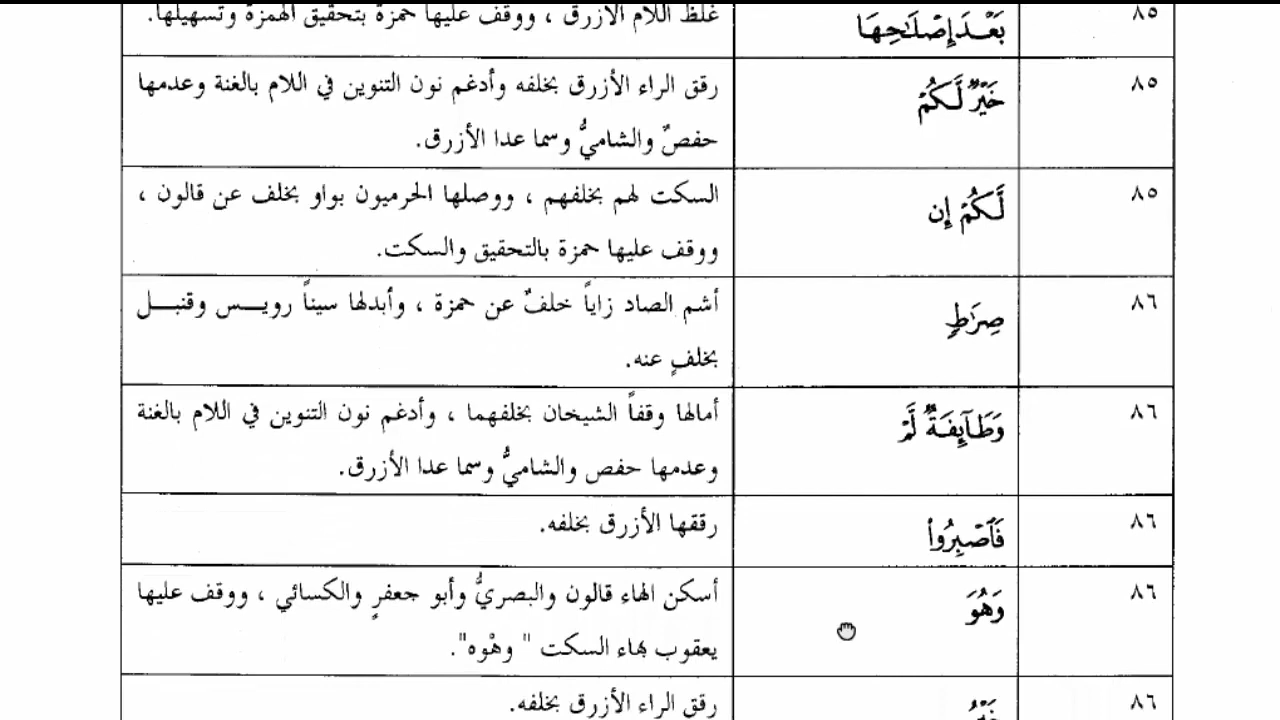 ٨٥ بَعْدَ إِصْلَٰحِهَا غلظ اللام الأزرق ، ووقف عليها حمزة بتحقيق الهمزة وتسهيلها.
٨٥ خَيْرٌ لَّكُمْ رقق الراء الأزرق بخلفه وأدغم نون التنوين في اللام بالغنة وعدمها
حفصٌ والشاميُّ وسما عدا الأزرق.
٨٥ لَّكُمْ إِن السكت لهم بخلفهم ، ووصلها الحرميون بواو بخلف عن قالون ،
ووقف عليها حمزة بالتحقيق والسكت.
٨٦ صِرَٰطٍ أشم الصاد زاياً خلفٌ عن حمزة ، وأبدلها سيناً رويـس وقنبـل
بخلفٍ عنه.
٨٦ وَطَآئِفَةٌ لَّمْ أمالها وقفاً الشيخان بخلفهما ، وأدغم نون التنوين في اللام بالغنة
وعدمها حفص والشاميُّ وسما عدا الأزرق.
٨٦ فَٱصْبِرُوا۟ رققها الأزرق بخلفه.
٨٦ وَهُوَ أسكن الهاء قالون والبصريُّ وأبو جعفرٍ والكسائي ، ووقف عليها
يعقوب بهاء السكت " وهْوه".
٨٦ رقق الراء الأزرق بخلفه.